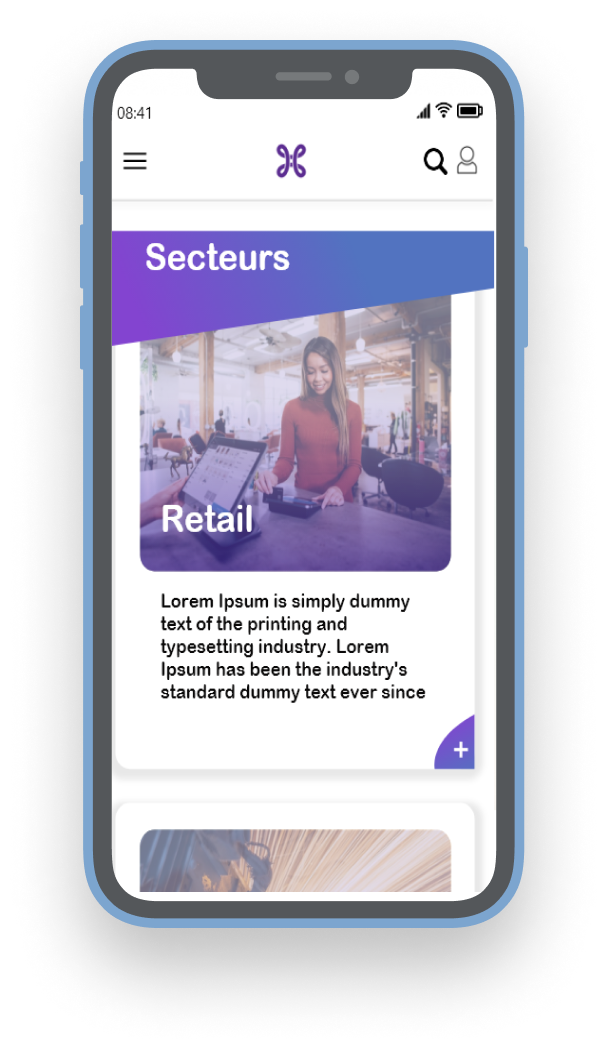 08:41
Secteurs
Retail
Lorem Ipsum is simply dummy
text of the printing and
typesetting industry. Lorem
Ipsum has been the industry's
standard dummy text ever since
+